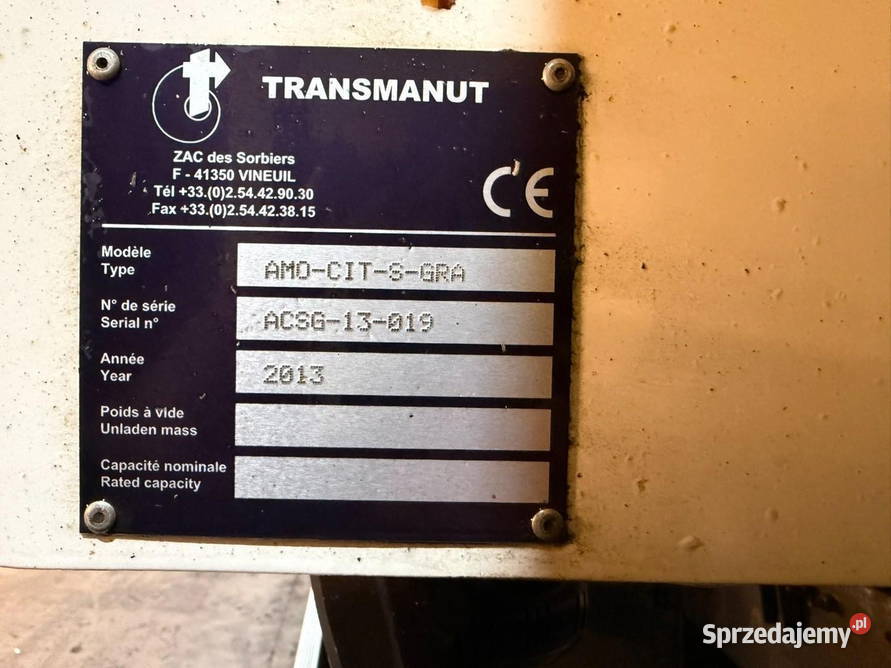 TRANSMANUT
ZAC des Sorbiers
F - 41350 VINEUIL
Tél +33.(0)2.54.42.90.30
Fax +33.(0)2.54.42.38.15
CE
Modèle
Type
AMO-CIT-S-GRA
N° de série
Serial n°
ACSG-13-019
Année
Year
2013
Poids à vide
Unladen mass
Capacité nominale
Rated capacity
Sprzedajemy.pl